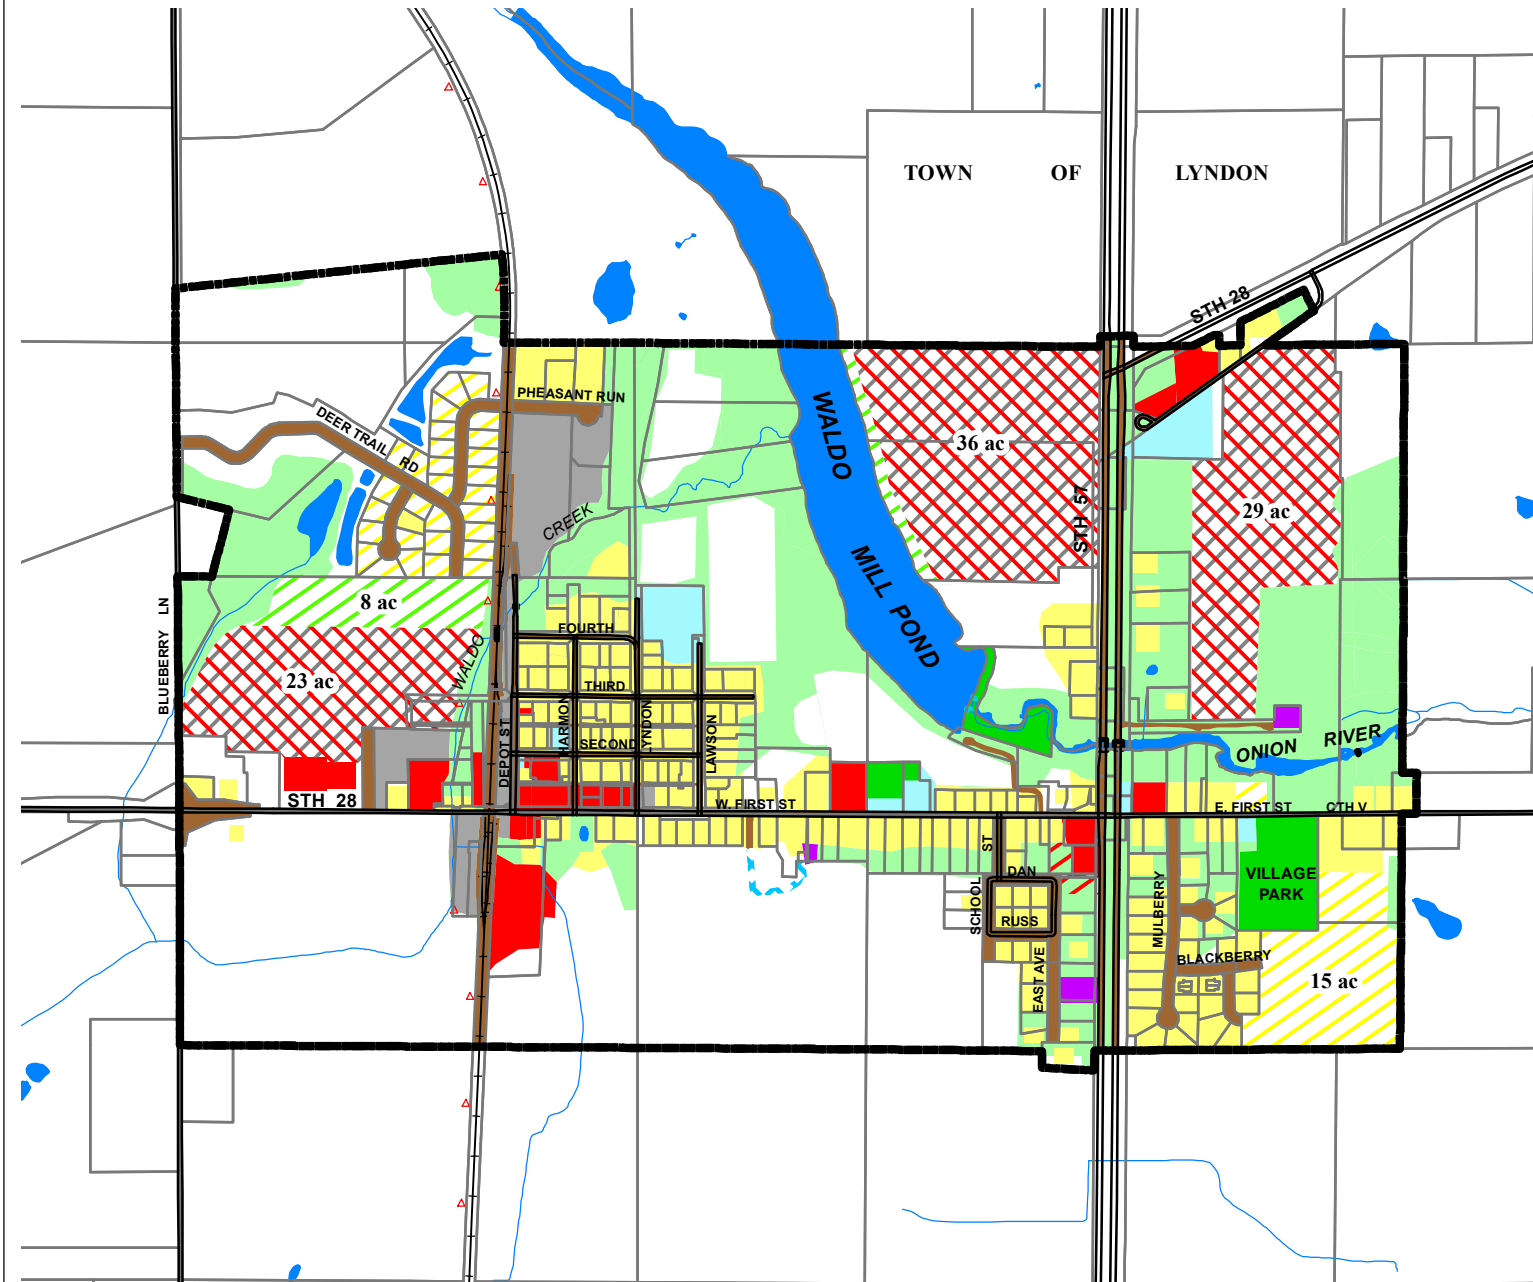 TOWN OF LYNDON
STH 28
PHEASANT RUN
DEER TRAIL RD
WALDO
MILL POND
36 ac
STH 57
29 ac
CREEK
8 ac
BLUEBERRY LN
WALDO
FOURTH
23 ac
THIRD
HARMON
LYNDON
LAWSON
SECOND
DEPOT ST
ONION RIVER
STH 28
W. FIRST ST
E. FIRST ST
CTH V
SCHOOL ST
DAN
RUSS
EAST AVE
MULBERRY
BLACKBERRY
VILLAGE
PARK
15 ac